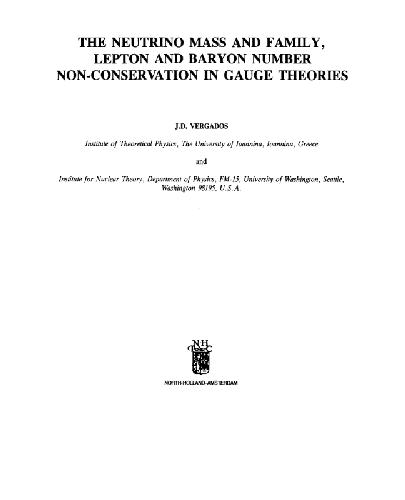 THE NEUTRINO MASS AND FAMILY,
LEPTON AND BARYON NUMBER
NON-CONSERVATION IN GAUGE THEORIES
J.D. VERGADOS
Institute of Theoretical Physics, The University of Ioannina, Ioannina, Greece
and
Institute for Nuclear Theory, Department of Physics, FM-15, University of Washington, Seattle,
Washington 98195, U.S.A.
NH
NORTH-HOLLAND-AMSTERDAM